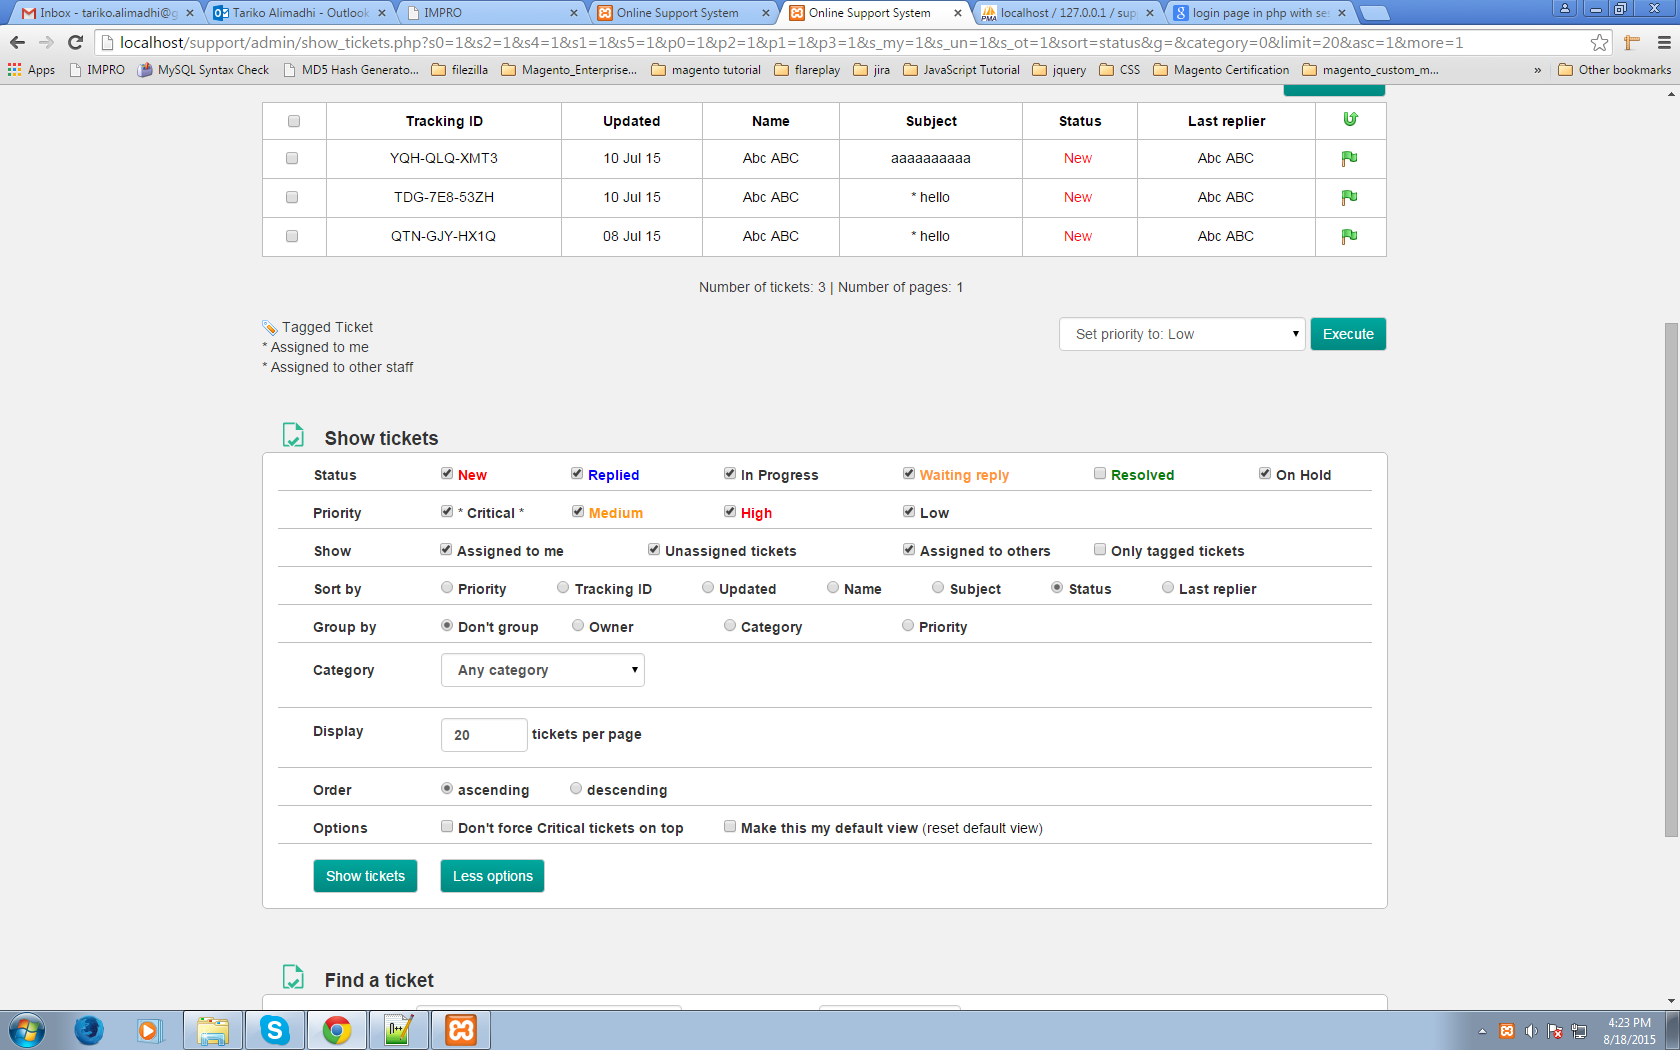 Inbox - tariko.alimadhi@g
Tariko Alimadhi - Outlook
IMPRO
Online Support System
Online Support System
localhost / 127.0.0.1 / sup
login page in php with se
localhost/support/admin/show_tickets.php?s0=1&s2=1&s4=1&s1=1&s5=1&p0=1&p2=1&p1=1&p3=1&s_my=1&s_un=1&s_ot=1&sort=status&g=&category=0&limit=20&asc=1&more=1
Apps IMPRO MySQL Syntax Check MD5 Hash Generato... filezilla Magento_Enterprise... magento tutorial flareplay jira JavaScript Tutorial jquery CSS Magento Certification magento_custom_m... » Other bookmarks
Tracking ID Updated Name Subject Status Last replier
YQH-QLQ-XMT3 10 Jul 15 Abc ABC aaaaaaaaaa New Abc ABC
TDG-7E8-53ZH 10 Jul 15 Abc ABC * hello New Abc ABC
QTN-GJY-HX1Q 08 Jul 15 Abc ABC * hello New Abc ABC
Number of tickets: 3 | Number of pages: 1
Tagged Ticket
* Assigned to me
* Assigned to other staff
Set priority to: Low Execute
Show tickets
Status New Replied In Progress Waiting reply Resolved On Hold
Priority * Critical * Medium High Low
Show Assigned to me Unassigned tickets Assigned to others Only tagged tickets
Sort by Priority Tracking ID Updated Name Subject Status Last replier
Group by Don't group Owner Category Priority
Category Any category
Display 20 tickets per page
Order ascending descending
Options Don't force Critical tickets on top Make this my default view (reset default view)
Show tickets Less options
Find a ticket
4:23 PM
8/18/2015